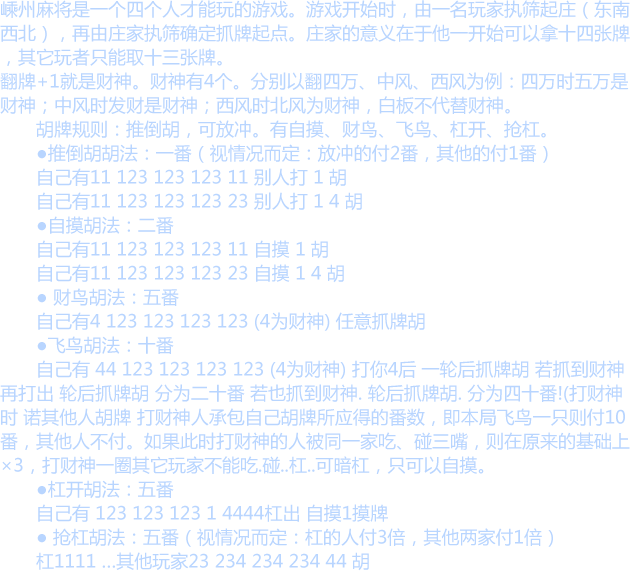 嵊州麻将是一个四个人才能玩的游戏。游戏开始时，由一名玩家执筛起庄（东南
西北），再由庄家执筛确定抓牌起点。庄家的意义在于他一开始可以拿十四张牌
，其它玩者只能取十三张牌。
翻牌+1就是财神。财神有4个。分别以翻四万、中风、西风为例：四万时五万是
财神；中风时发财是财神；西风时北风为财神，白板不代替财神。
胡牌规则：推倒胡，可放冲。有自摸、财鸟、飞鸟、杠开、抢杠。
●推倒胡胡法：一番（视情况而定：放冲的付2番，其他的付1番）
自己有11 123 123 123 11 别人打 1 胡
自己有11 123 123 123 23 别人打 1 4 胡
●自摸胡法：二番
自己有11 123 123 123 11 自摸 1 胡
自己有11 123 123 123 23 自摸 1 4 胡
● 财鸟胡法：五番
自己有4 123 123 123 123 (4为财神) 任意抓牌胡
●飞鸟胡法：十番
自己有 44 123 123 123 123 (4为财神) 打你4后 一轮后抓牌胡 若抓到财神
再打出 轮后抓牌胡 分为二十番 若也抓到财神. 轮后抓牌胡. 分为四十番!(打财神
时 诺其他人胡牌 打财神人承包自己胡牌所应得的番数，即本局飞鸟一只则付10
番，其他人不付。如果此时打财神的人被同一家吃、碰三嘴，则在原来的基础上
×3，打财神一圈其它玩家不能吃.碰..杠..可暗杠，只可以自摸。
●杠开胡法：五番
自己有 123 123 123 1 4444杠出 自摸1摸牌
● 抢杠胡法：五番（视情况而定：杠的人付3倍，其他两家付1倍）
杠1111 ...其他玩家23 234 234 234 44 胡